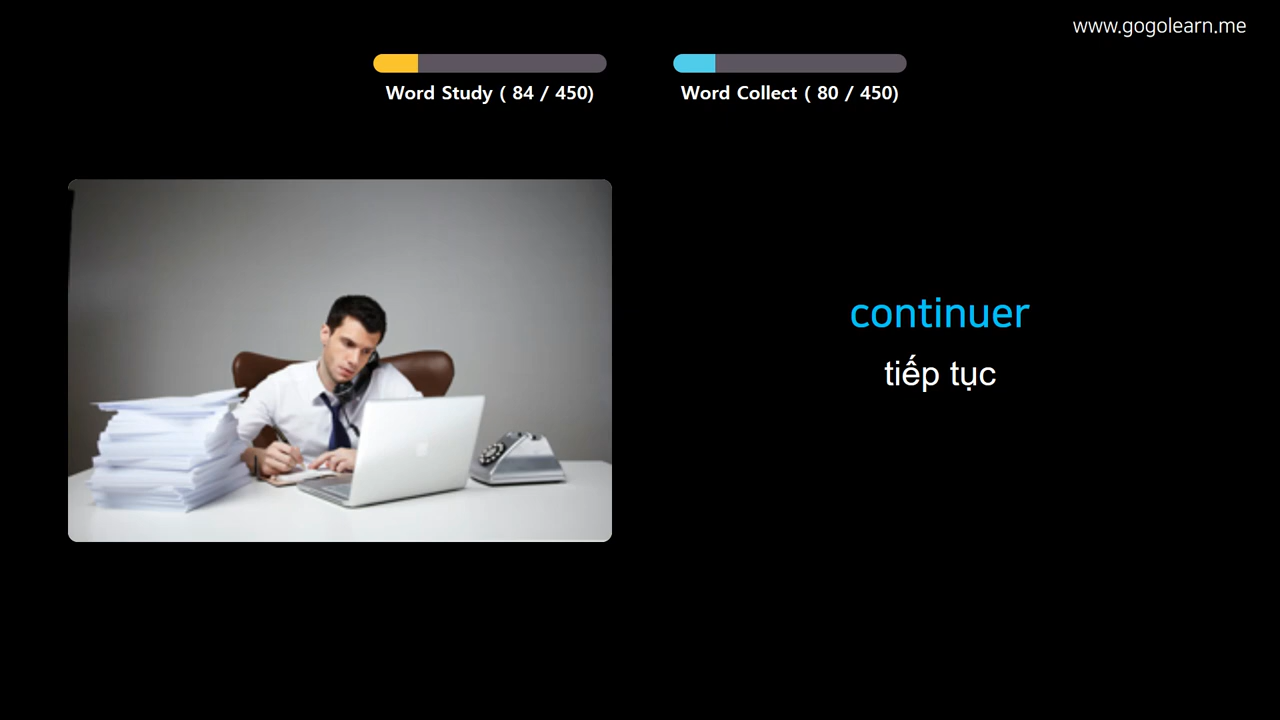 www.gogolearn.me
Word Study ( 84 / 450)
Word Collect ( 80 / 450)
continuer
tiếp tục